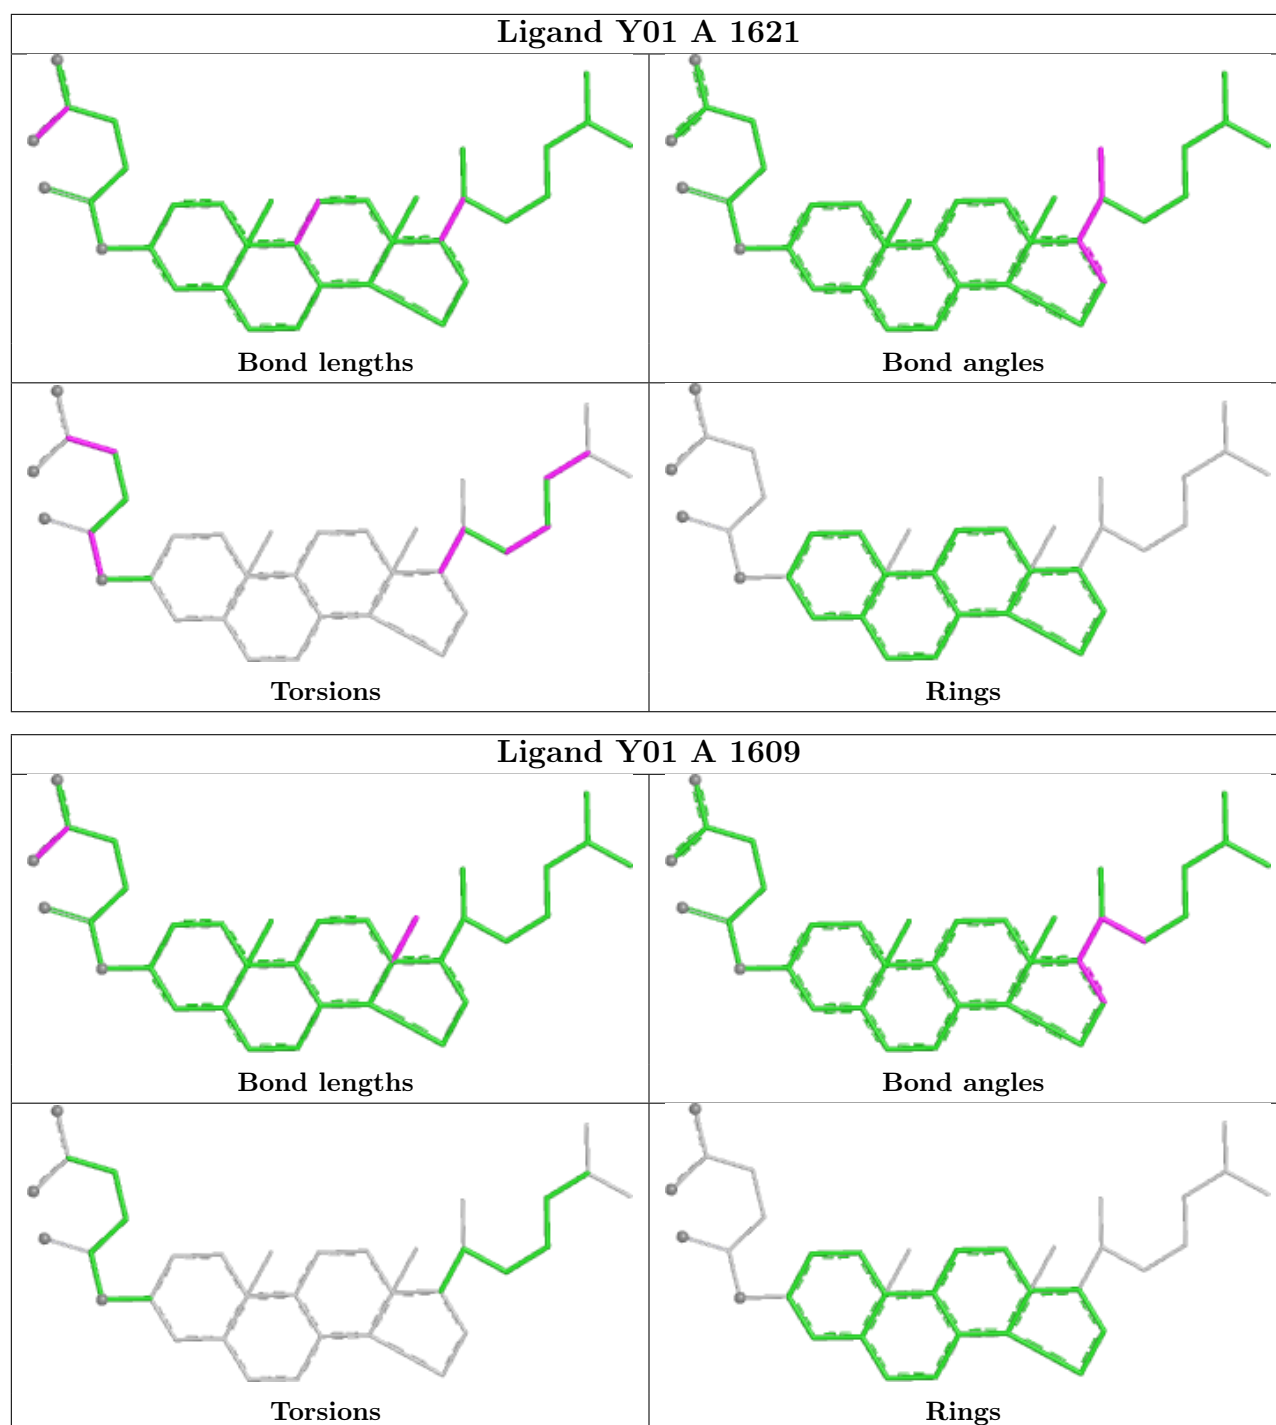 Ligand Y01 A 1621
Bond lengths
Bond angles
Torsions
Rings
Ligand Y01 A 1609
Bond lengths
Bond angles
Torsions
Rings